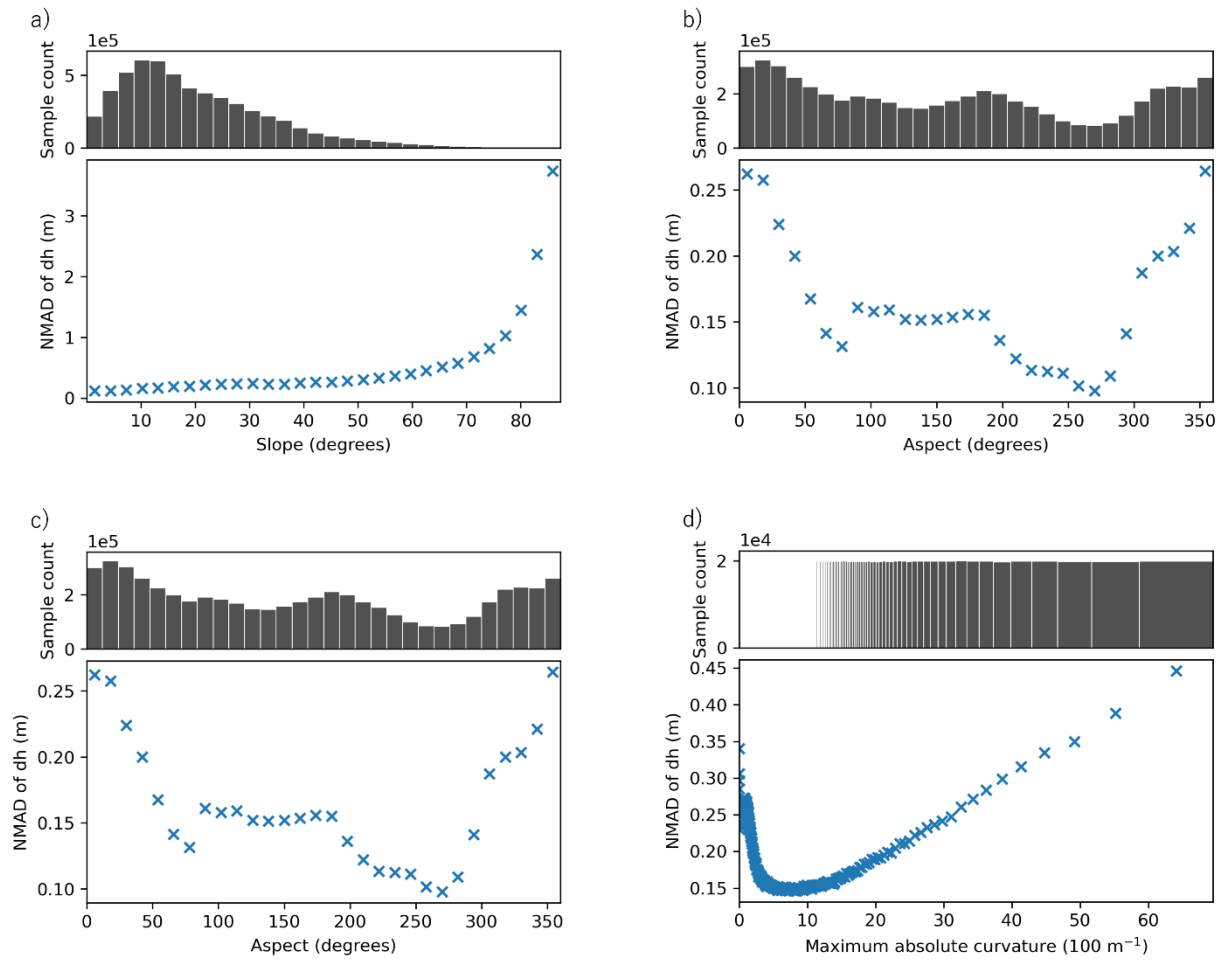 a)
1e5
Sample count
5
0
NMAD of dh (m)
3
2
1
0
10 20 30 40 50 60 70 80
Slope (degrees)
b)
1e5
Sample count
2
0
NMAD of dh (m)
0.25
0.20
0.15
0.10
0 50 100 150 200 250 300 350
Aspect (degrees)
c)
1e5
Sample count
2
0
NMAD of dh (m)
0.25
0.20
0.15
0.10
0 50 100 150 200 250 300 350
Aspect (degrees)
d)
1e4
Sample count
2
0
NMAD of dh (m)
0.45
0.40
0.35
0.30
0.25
0.20
0.15
0 10 20 30 40 50 60
Maximum absolute curvature (100 m⁻¹)